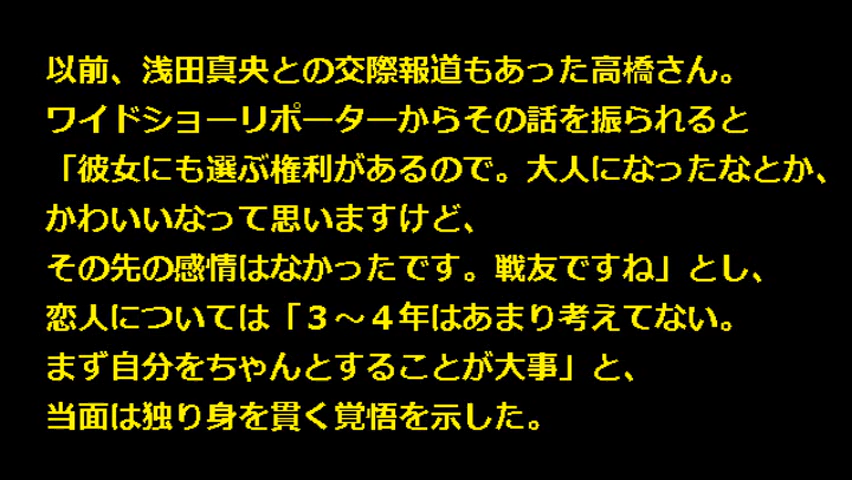 以前、浅田真央との交際報道もあった高橋さん。
ワイドショーリポーターからその話を振られると
「彼女にも選ぶ権利があるので。大人になったなとか、
かわいいなって思いますけど、
その先の感情はなかったです。戦友ですね」とし、
恋人については「３～４年はあまり考えてない。
まず自分をちゃんとすることが大事」と、
当面は独り身を貫く覚悟を示した。